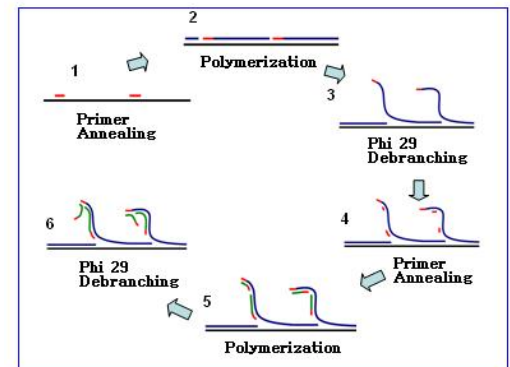 1
Primer
Annealing
2
Polymerization
3
Phi 29
Debranching
4
Primer
Annealing
5
Polymerization
6
Phi 29
Debranching